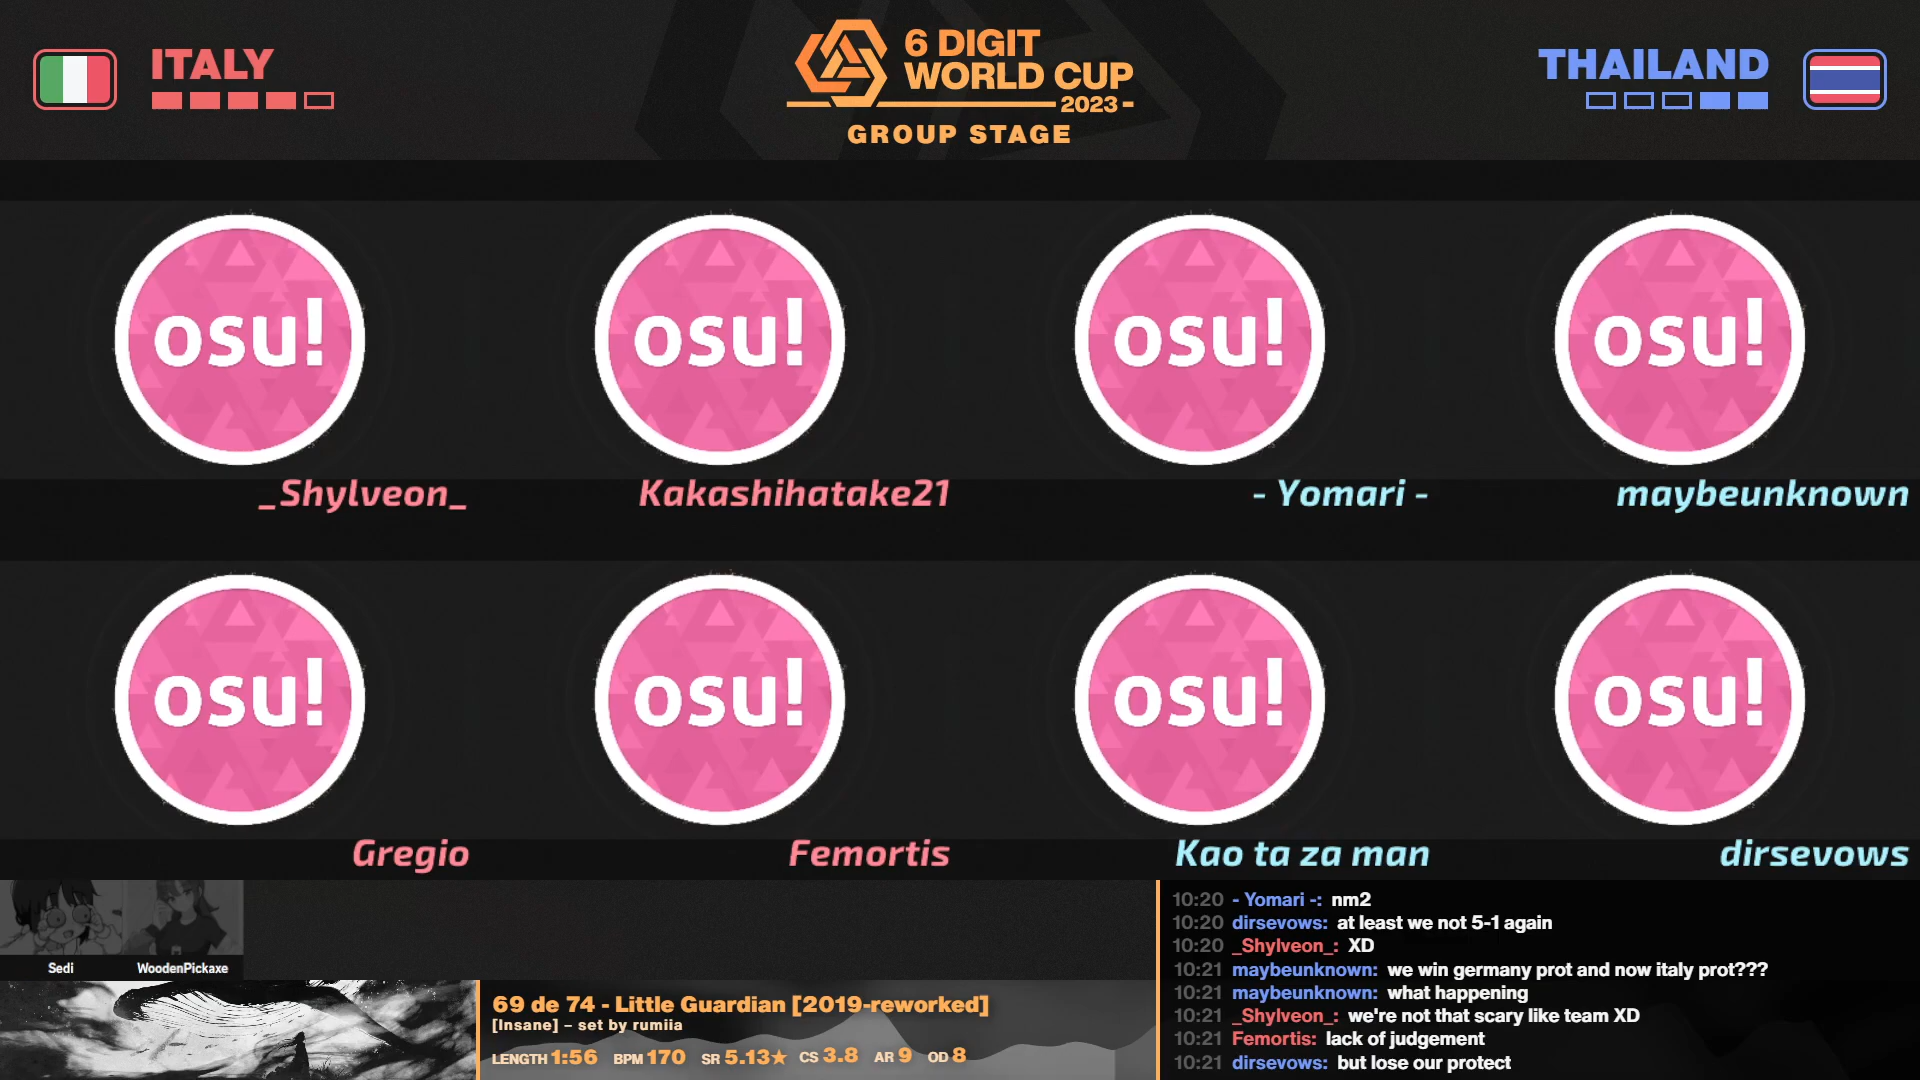 ITALY
6 DIGIT
WORLD CUP
2023
GROUP STAGE
THAILAND
osu!
osu!
osu!
osu!
_Shylveon_
Kakashihatake21
- Yomari -
maybeunknown
osu!
osu!
osu!
osu!
Gregio
Femortis
Kao ta za man
dirsevows
Sedi
WoodenPickaxe
69 de 74 - Little Guardian [2019-reworked]
[Insane] – set by rumiia
LENGTH 1:56 BPM 170 SR 5.13★ CS 3.8 AR 9 OD 8
10:20 - Yomari -: nm2
10:20 dirsevows: at least we not 5-1 again
10:20 _Shylveon_: XD
10:21 maybeunknown: we win germany prot and now italy prot???
10:21 maybeunknown: what happening
10:21 _Shylveon_: we're not that scary like team XD
10:21 Femortis: lack of judgement
10:21 dirsevows: but lose our protect